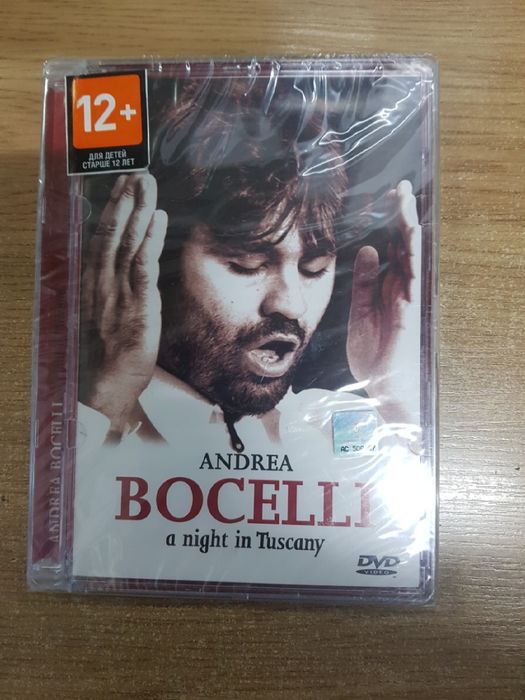 12+
ДЛЯ ДЕТЕЙ
СТАРШЕ 12 ЛЕТ
ANDREA
BOCELLI
a night in Tuscany
DVD
VIDEO
ANDREA BOCELLI